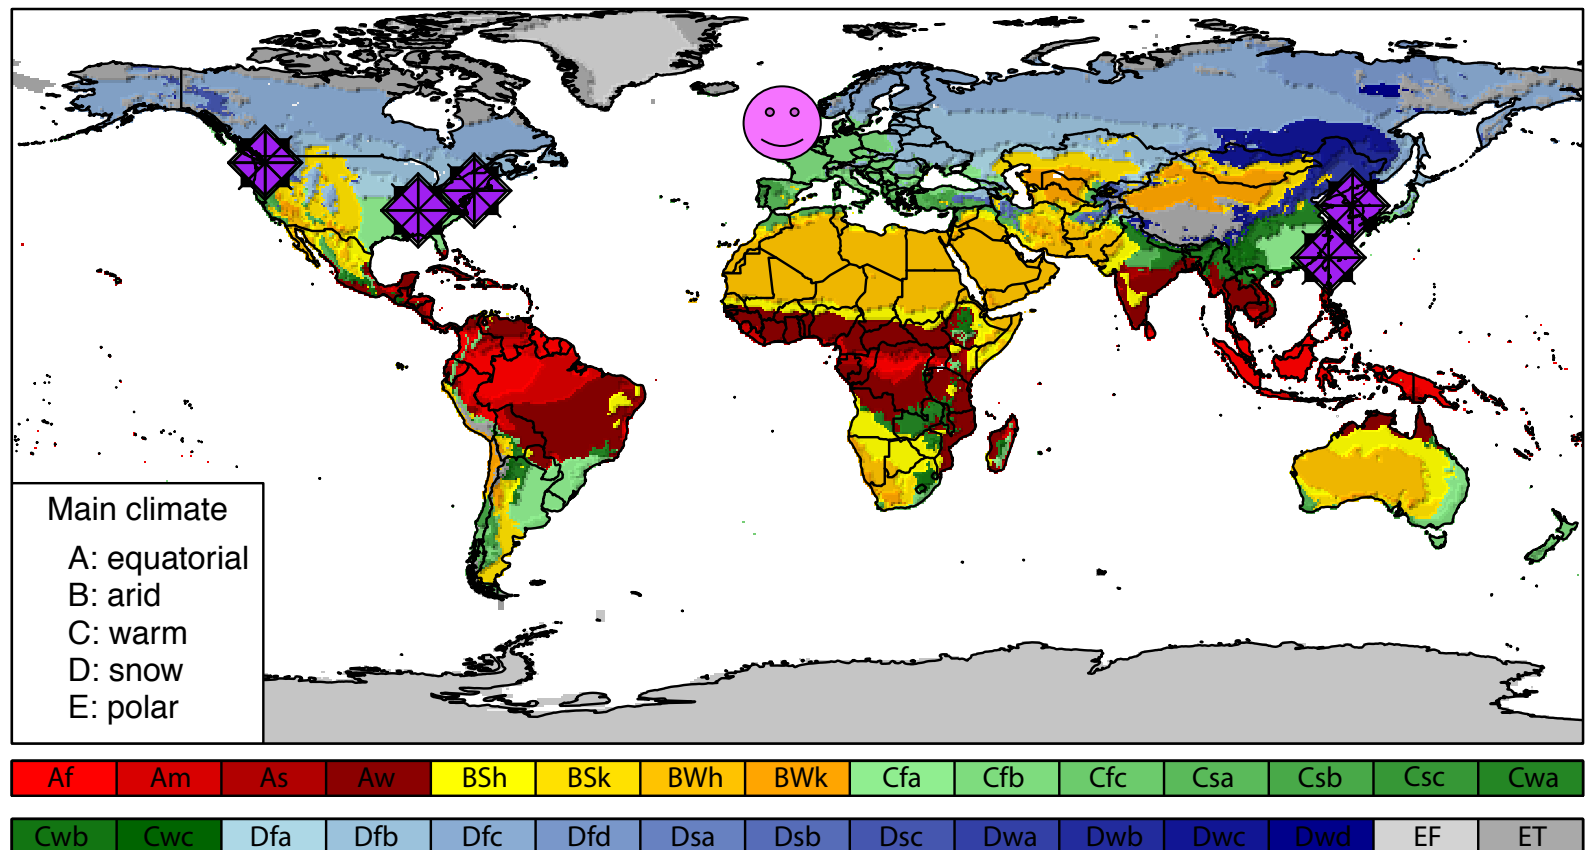 Main climate
A: equatorial
B: arid
C: warm
D: snow
E: polar
Af Am As Aw BSh BSk BWh BWk Cfa Cfb Cfc Csa Csb Csc Cwa
Cwb Cwc Dfa Dfb Dfc Dfd Dsa Dsb Dsc Dwa Dwb Dwc Dwd EF ET